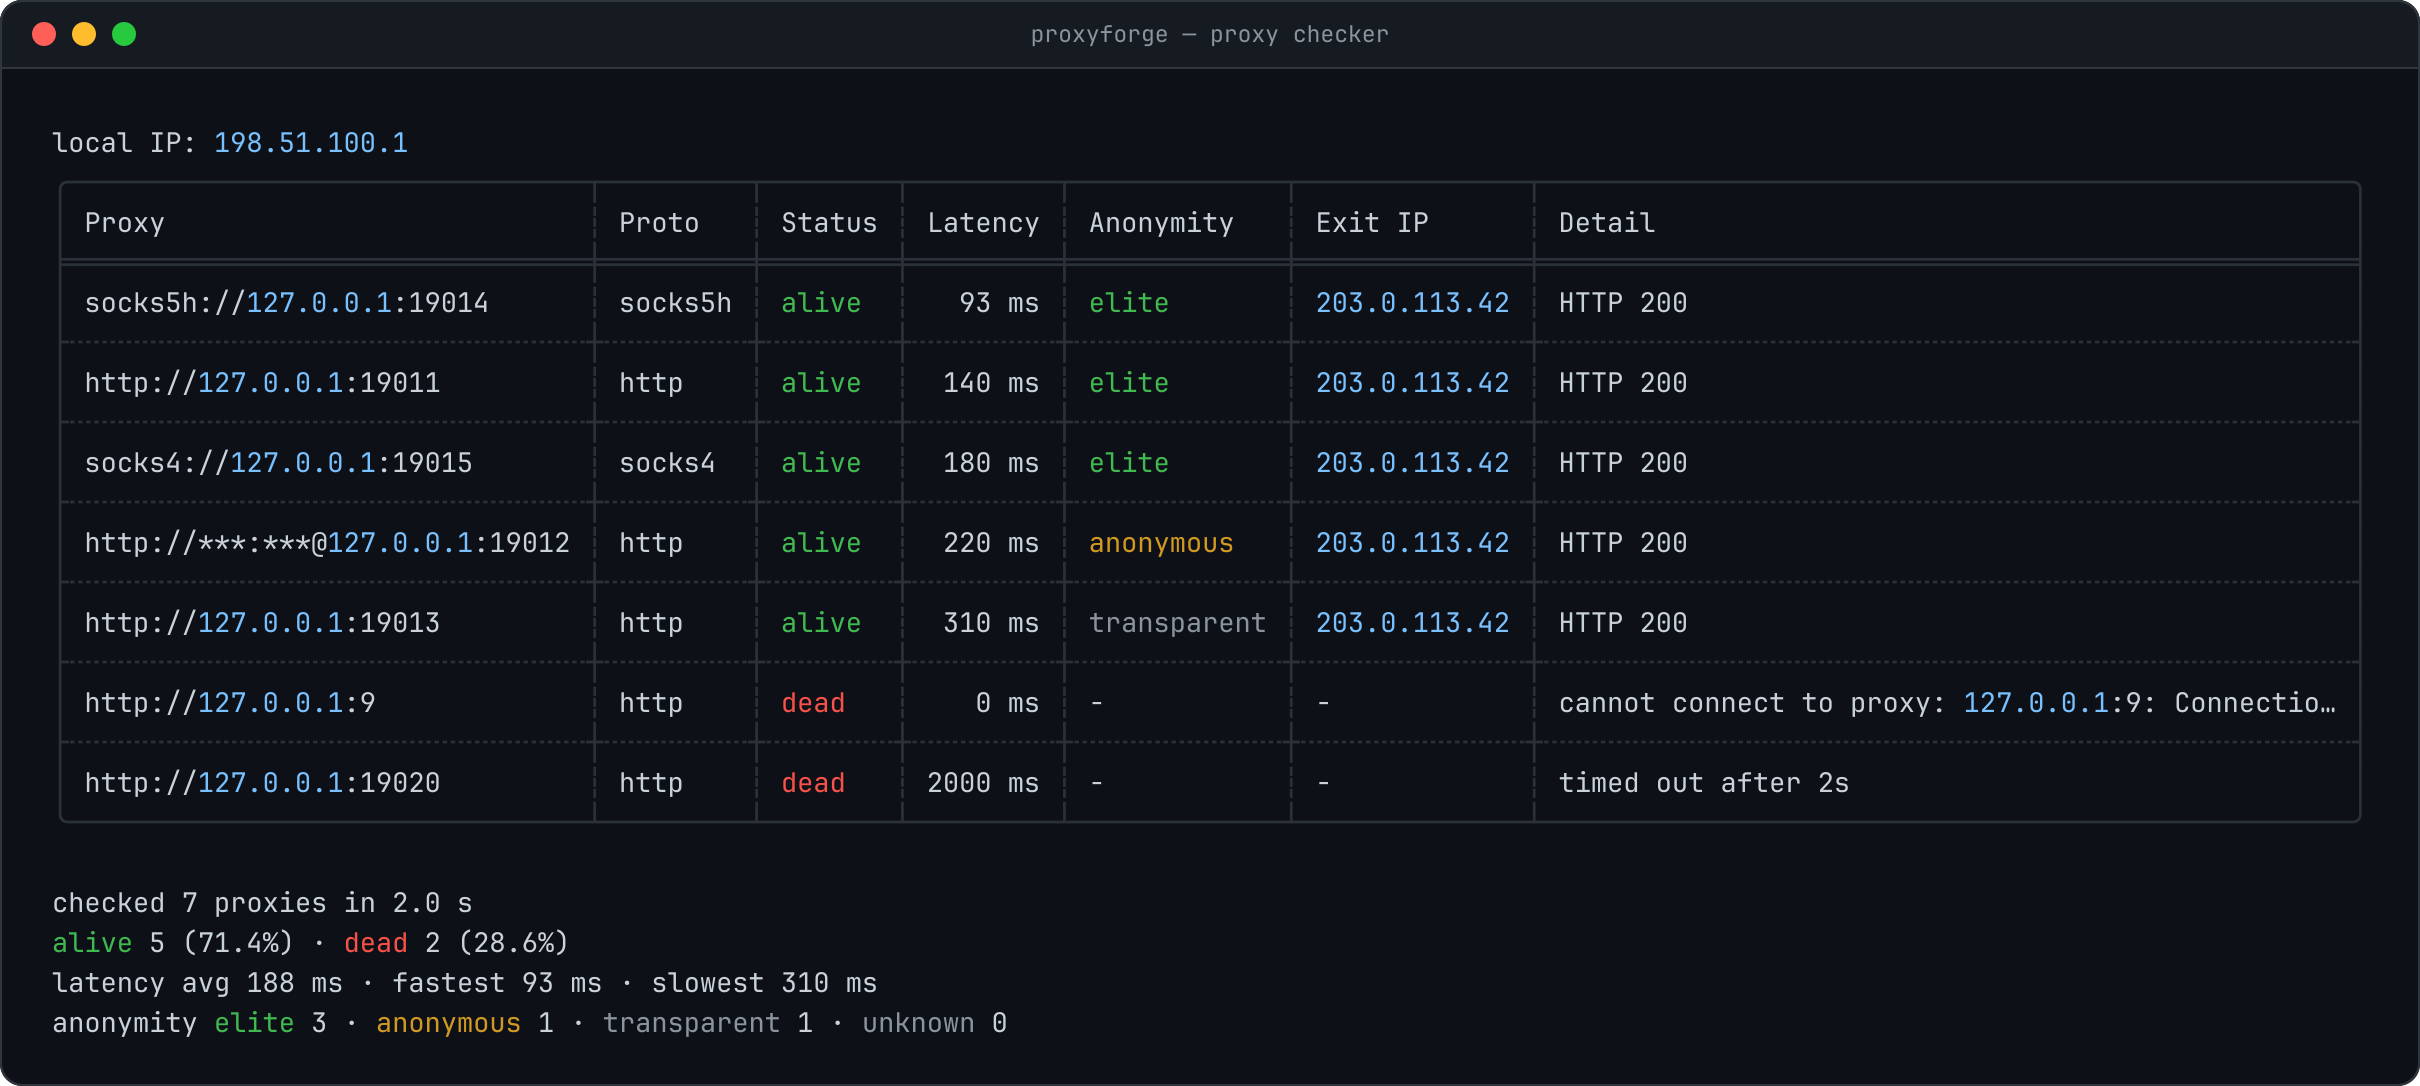 proxyforge — proxy checker
local IP: 198.51.100.1
Proxy Proto Status Latency Anonymity Exit IP Detail
socks5h://127.0.0.1:19014 socks5h alive 93 ms elite 203.0.113.42 HTTP 200
http://127.0.0.1:19011 http alive 140 ms elite 203.0.113.42 HTTP 200
socks4://127.0.0.1:19015 socks4 alive 180 ms elite 203.0.113.42 HTTP 200
http://***:***@127.0.0.1:19012 http alive 220 ms anonymous 203.0.113.42 HTTP 200
http://127.0.0.1:19013 http alive 310 ms transparent 203.0.113.42 HTTP 200
http://127.0.0.1:9 http dead 0 ms - - cannot connect to proxy: 127.0.0.1:9: Connectio…
http://127.0.0.1:19020 http dead 2000 ms - - timed out after 2s
checked 7 proxies in 2.0 s
alive 5 (71.4%) · dead 2 (28.6%)
latency avg 188 ms · fastest 93 ms · slowest 310 ms
anonymity elite 3 · anonymous 1 · transparent 1 · unknown 0